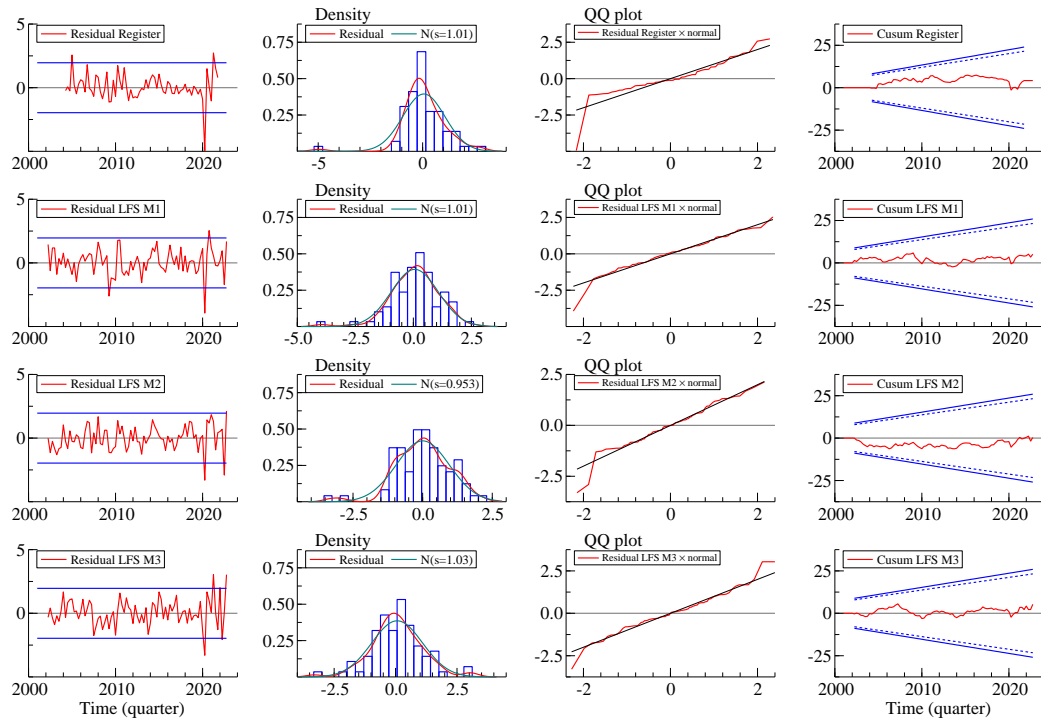 Density
QQ plot
5
Residual Register
0
2000 2010 2020
0.75
0.50
0.25
Residual N(s=1.01)
-5 0
2.5
0.0
-2.5
Residual Register × normal
-2 0 2
25
0
-25
Cusum Register
2000 2010 2020
Density
QQ plot
5
Residual LFS M1
0
2000 2010 2020
0.75
0.50
0.25
Residual N(s=1.01)
-5.0 -2.5 0.0 2.5
2.5
0.0
-2.5
Residual LFS M1 × normal
-2 0 2
25
0
-25
Cusum LFS M1
2000 2010 2020
Density
QQ plot
5
Residual LFS M2
0
2000 2010 2020
0.75
0.50
0.25
Residual N(s=0.953)
-2.5 0.0 2.5
2.5
0.0
-2.5
Residual LFS M2 × normal
-2 0 2
25
0
-25
Cusum LFS M2
2000 2010 2020
Density
QQ plot
5
Residual LFS M3
0
2000 2010 2020
Time (quarter)
0.75
0.50
0.25
Residual N(s=1.03)
-2.5 0.0 2.5
2.5
0.0
-2.5
Residual LFS M3 × normal
-2 0 2
25
0
-25
Cusum LFS M3
2000 2010 2020
Time (quarter)